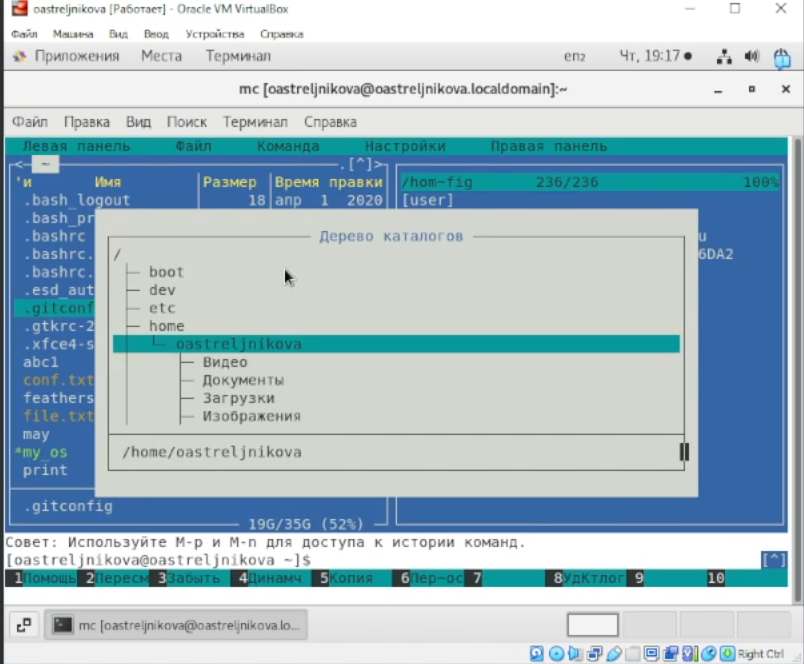 oastreljnikova [Работает] - Oracle VM VirtualBox
Файл Машина Вид Ввод Устройства Справка
Приложения Места Терминал en2 Чт, 19:17
mc [oastreljnikova@oastreljnikova.localdomain]:~
Файл Правка Вид Поиск Терминал Справка
Левая панель Файл Команда Настройки Правая панель
<─ ~ .[^]>
'и Имя Размер Время правки /hom~fig 236/236 100%
.bash_logout 18 апр 1 2020 [user]
.bash_pr
Дерево каталогов
.bashrc u
.bashrc. / 6DA2
.bashrc. boot
.esd_aut dev
.gitconf etc
.gtkrc-2 home
.xfce4-s oastreljnikova
abc1 Видео
conf.txt Документы
feathers Загрузки
file.txt Изображения
may
*my_os /home/oastreljnikova
print
.gitconfig
19G/35G (52%)
Совет: Используйте M-p и M-n для доступа к истории команд.
[oastreljnikova@oastreljnikova ~]$ [^]
1Помощь 2Пересм 3Забыть 4Динамч 5Копия 6Пер~ос 7 8УдКтлог 9 10
mc [oastreljnikova@oastreljnikova.lo...
Right Ctrl